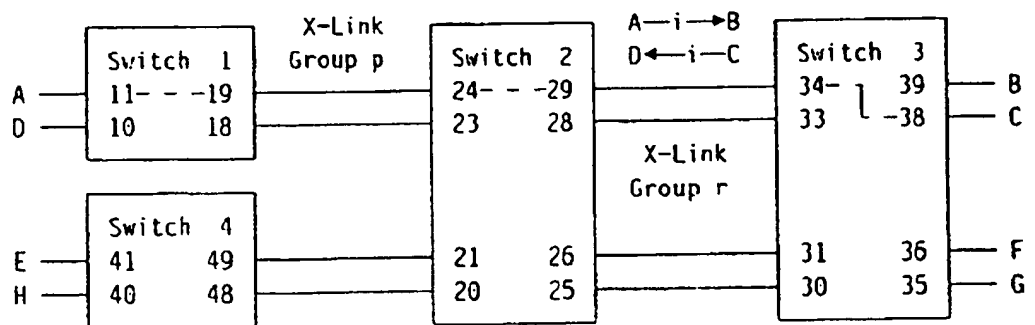 X-Link
Group p
A—i→B
D←i—C
Switch 1
11- - -19
10 18
A
D
Switch 2
24- - -29
23 28
21 26
20 25
Switch 3
34- 39
33 -38
31 36
30 35
B
C
F
G
X-Link
Group r
Switch 4
41 49
40 48
E
H